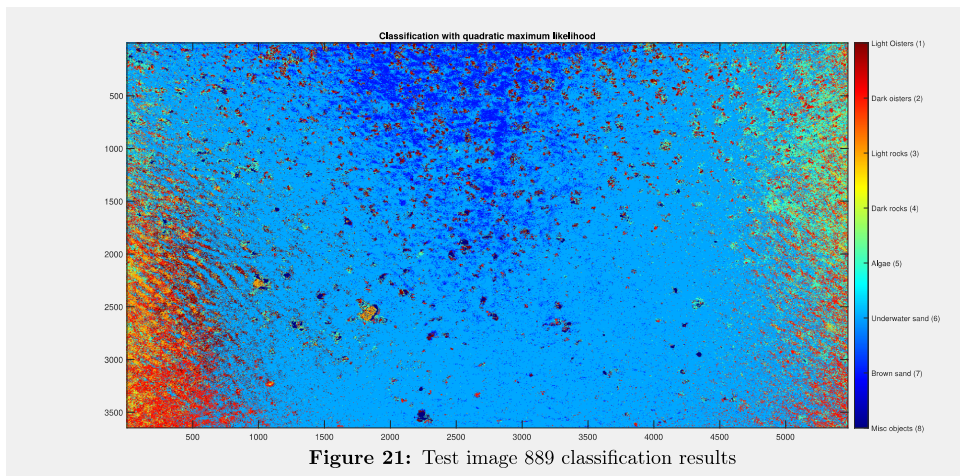 Classification with quadratic maximum likelihood
500
1000
1500
2000
2500
3000
3500
500
1000
1500
2000
2500
3000
3500
4000
4500
5000
Light Oisters (1)
Dark oisters (2)
Light rocks (3)
Dark rocks (4)
Algae (5)
Underwater sand (6)
Brown sand (7)
Misc objects (8)
Figure 21: Test image 889 classification results